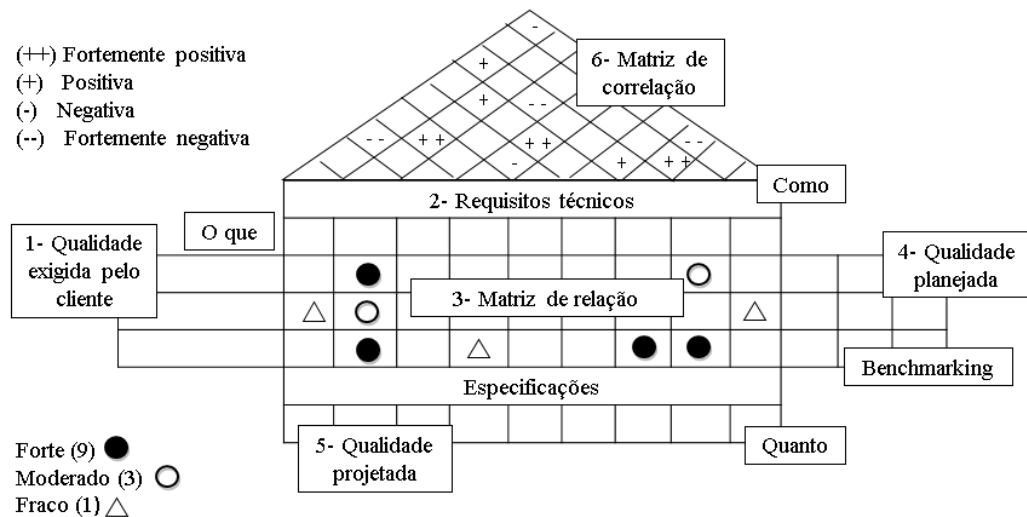 (++) Fortemente positiva
(+) Positiva
(-) Negativa
(--) Fortemente negativa
-
+
+
- -
- -
+ +
+ +
- -
-
+
+ +
6- Matriz de
correlação
Como
2- Requisitos técnicos
O que
1- Qualidade
exigida pelo
cliente
3- Matriz de relação
4- Qualidade
planejada
Benchmarking
Especificações
5- Qualidade
projetada
Quanto
Forte (9)
Moderado (3)
Fraco (1)